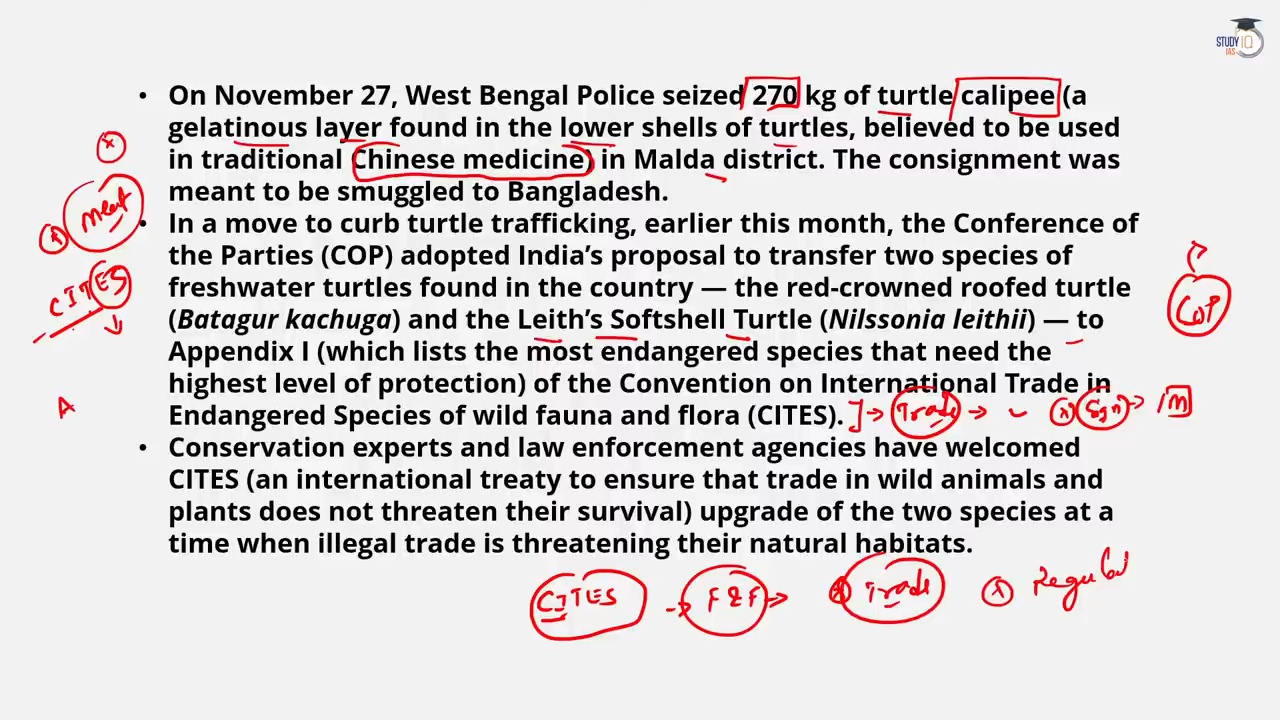 STUDY IQ
IAS
• On November 27, West Bengal Police seized 270 kg of turtle calipee (a
gelatinous layer found in the lower shells of turtles, believed to be used
in traditional Chinese medicine) in Malda district. The consignment was
meant to be smuggled to Bangladesh.
• In a move to curb turtle trafficking, earlier this month, the Conference of
the Parties (COP) adopted India’s proposal to transfer two species of
freshwater turtles found in the country — the red-crowned roofed turtle
(Batagur kachuga) and the Leith’s Softshell Turtle (Nilssonia leithii) — to
Appendix I (which lists the most endangered species that need the
highest level of protection) of the Convention on International Trade in
Endangered Species of wild fauna and flora (CITES).
• Conservation experts and law enforcement agencies have welcomed
CITES (an international treaty to ensure that trade in wild animals and
plants does not threaten their survival) upgrade of the two species at a
time when illegal trade is threatening their natural habitats.
Meat
CITES
A
COP
Trade
Sign
CITES → F & F → Trade